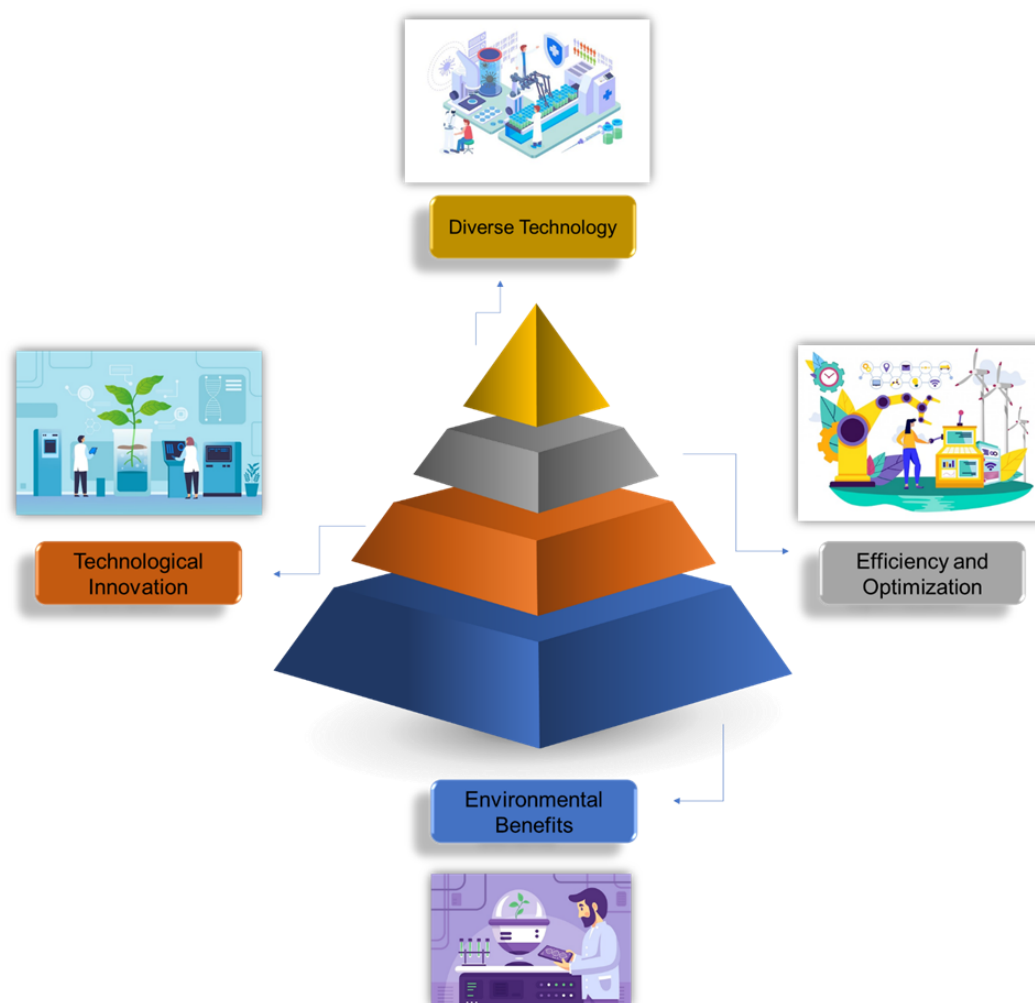 Diverse Technology
Technological
Innovation
Efficiency and
Optimization
Environmental
Benefits